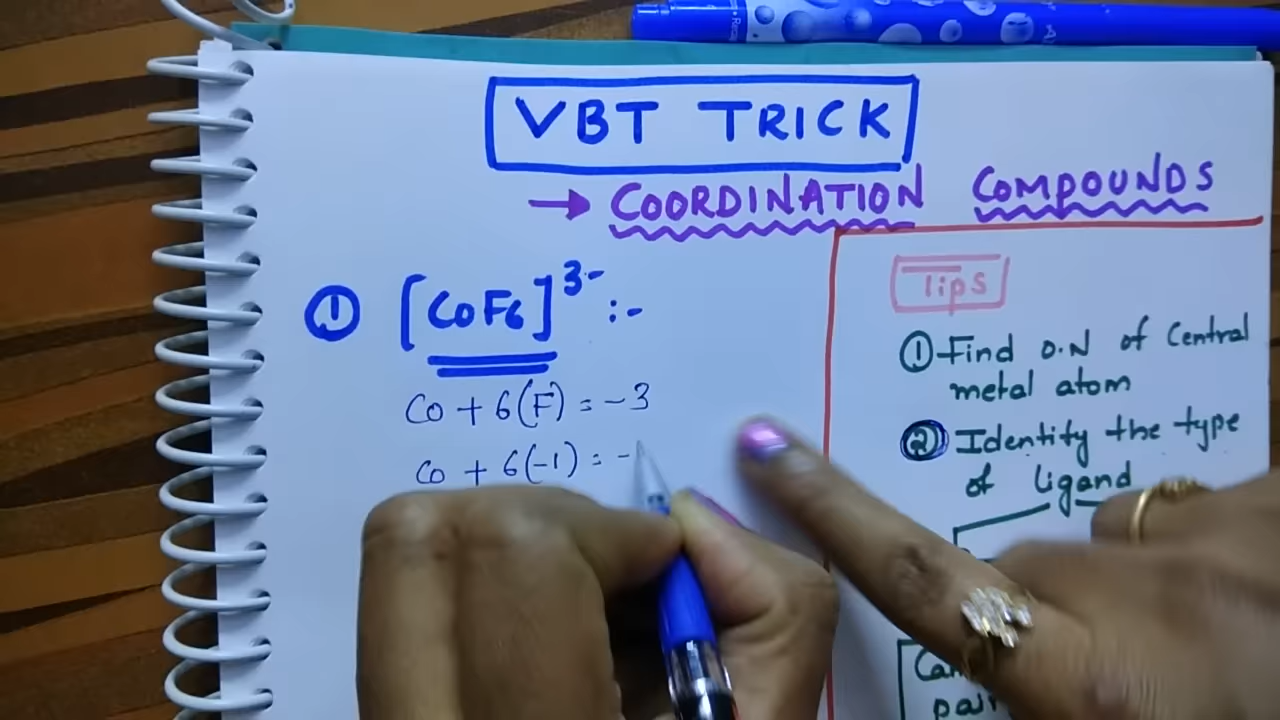 VBT TRICK
→ COORDINATION COMPOUNDS
① [CoF6]³⁻ :-
Co + 6(F) = -3
Co + 6(-1) = -
Tips
① Find O.N of Central
metal atom
② Identify the type
of ligand